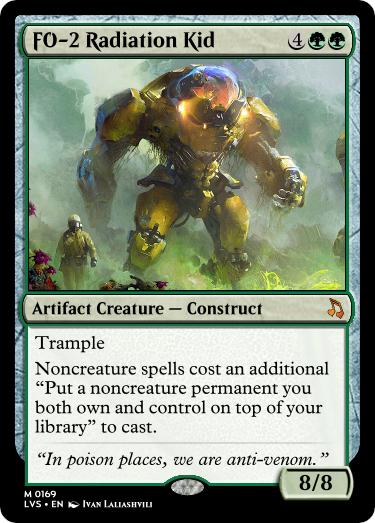 FO-2 Radiation Kid 4
Artifact Creature — Construct
Trample
Noncreature spells cost an additional
“Put a noncreature permanent you
both own and control on top of your
library” to cast.
“In poison places, we are anti-venom.”
8/8
M 0169
LVS • EN Ivan Laliashvili